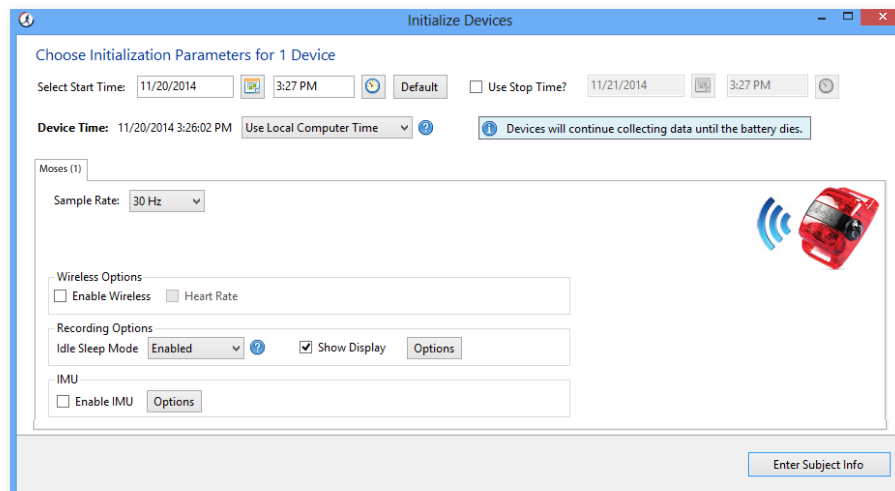 Initialize Devices
Choose Initialization Parameters for 1 Device
Select Start Time: 11/20/2014 3:27 PM Default Use Stop Time? 11/21/2014 3:27 PM
Device Time: 11/20/2014 3:26:02 PM Use Local Computer Time ? i Devices will continue collecting data until the battery dies.
Moses (1)
Sample Rate: 30 Hz
Wireless Options
Enable Wireless Heart Rate
Recording Options
Idle Sleep Mode Enabled ? Show Display Options
IMU
Enable IMU Options
Enter Subject Info